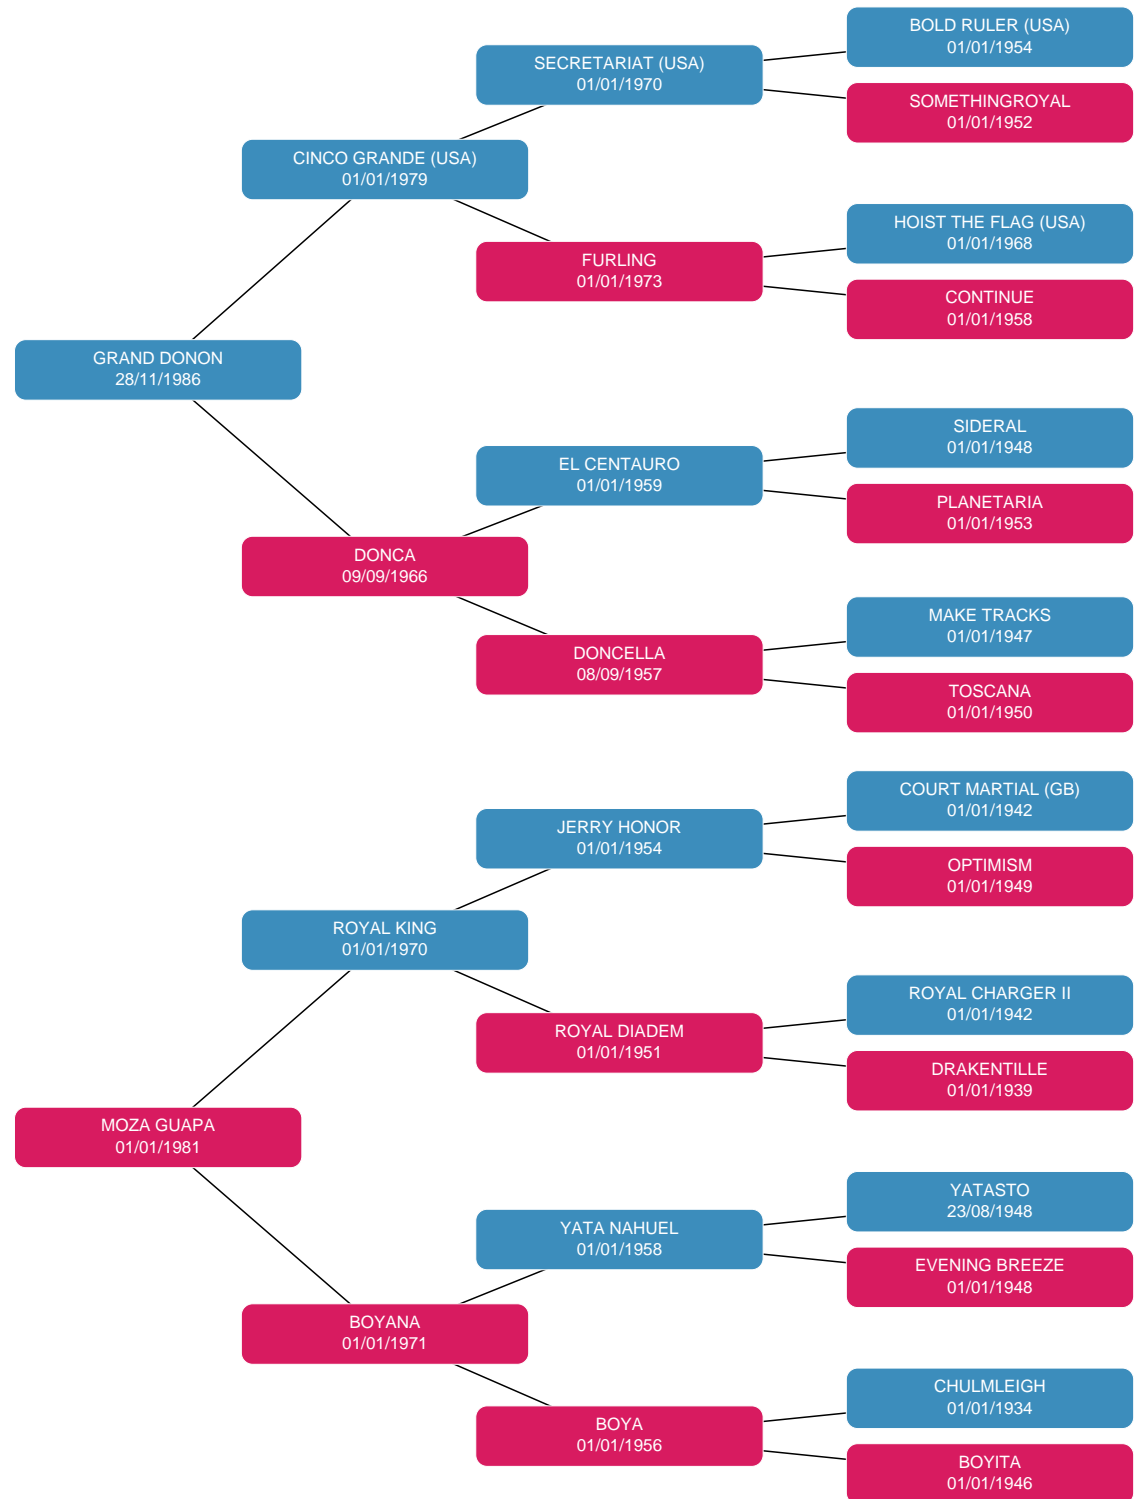 BOLD RULER (USA)
01/01/1954
SECRETARIAT (USA)
01/01/1970
SOMETHINGROYAL
01/01/1952
CINCO GRANDE (USA)
01/01/1979
HOIST THE FLAG (USA)
01/01/1968
FURLING
01/01/1973
CONTINUE
01/01/1958
GRAND DONON
28/11/1986
SIDERAL
01/01/1948
EL CENTAURO
01/01/1959
PLANETARIA
01/01/1953
DONCA
09/09/1966
MAKE TRACKS
01/01/1947
DONCELLA
08/09/1957
TOSCANA
01/01/1950
COURT MARTIAL (GB)
01/01/1942
JERRY HONOR
01/01/1954
OPTIMISM
01/01/1949
ROYAL KING
01/01/1970
ROYAL CHARGER II
01/01/1942
ROYAL DIADEM
01/01/1951
DRAKENTILLE
01/01/1939
MOZA GUAPA
01/01/1981
YATASTO
23/08/1948
YATA NAHUEL
01/01/1958
EVENING BREEZE
01/01/1948
BOYANA
01/01/1971
CHULMLEIGH
01/01/1934
BOYA
01/01/1956
BOYITA
01/01/1946